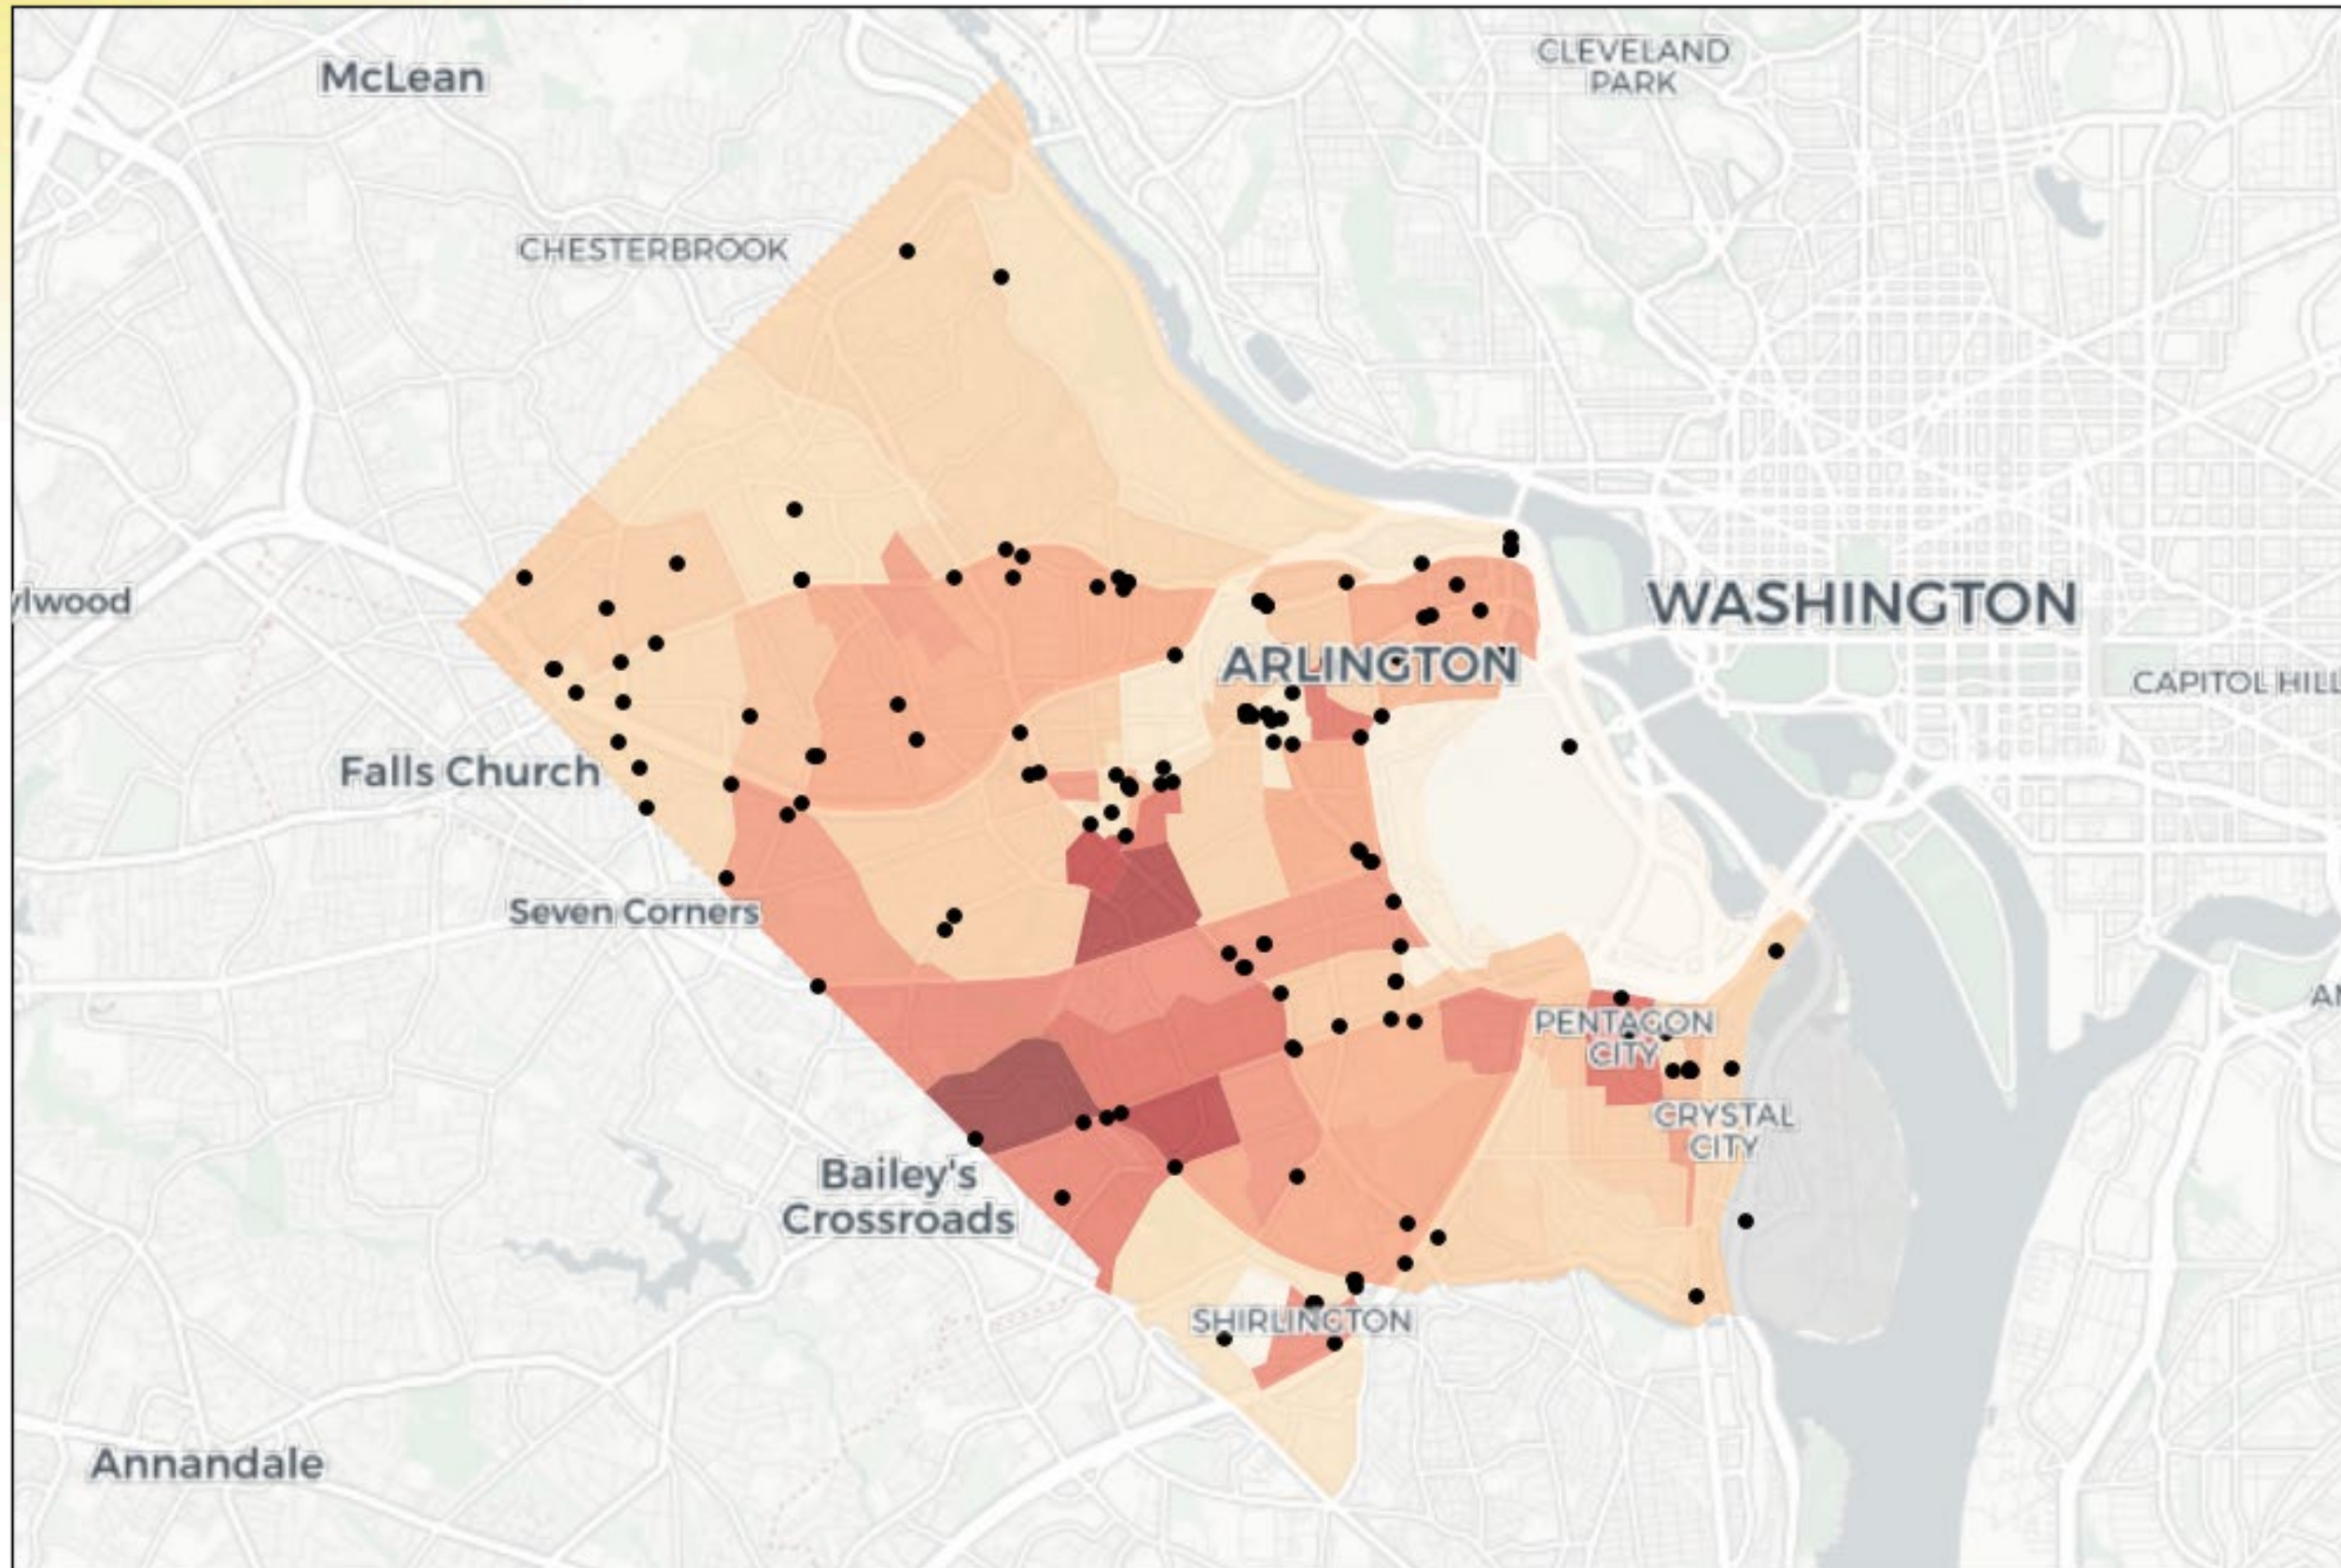 CLEVELAND
PARK
McLean
CHESTERBROOK
WASHINGTON
ARLINGTON
CAPITOL HILL
Falls Church
Seven Corners
PENTAGON
CITY
CRYSTAL
CITY
Bailey's
Crossroads
SHIRLINGTON
Annandale